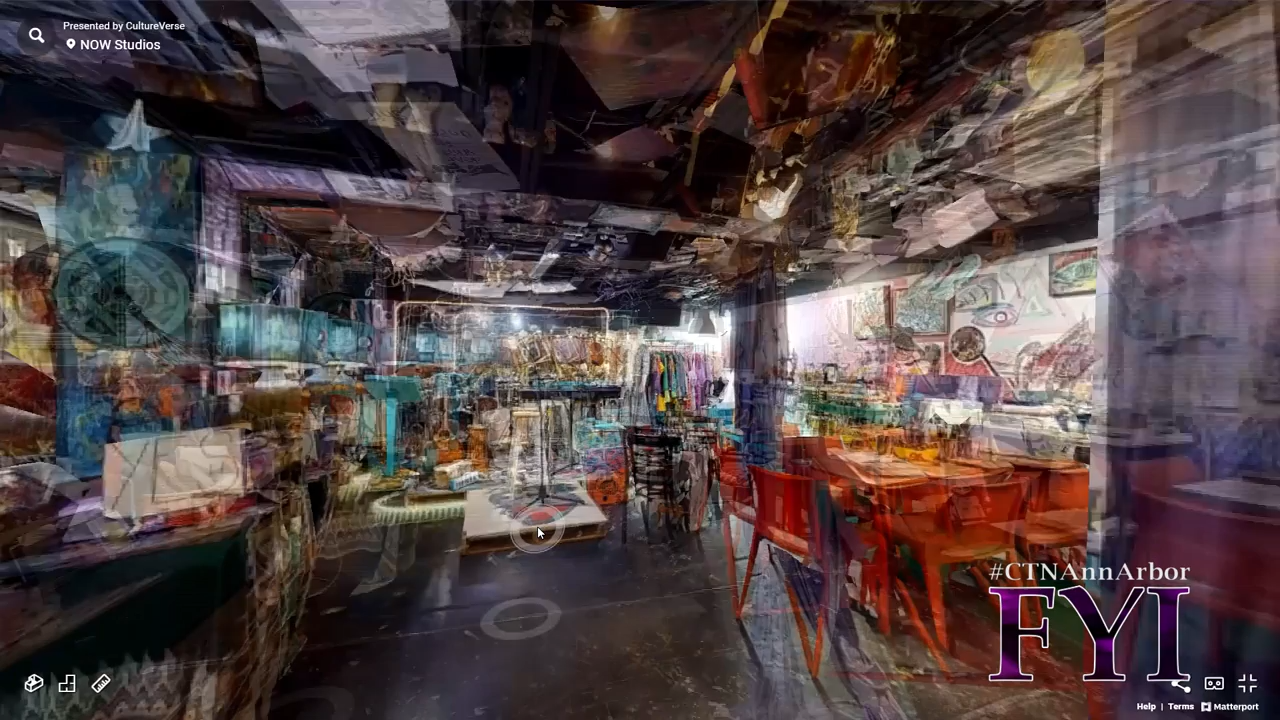 Presented by CultureVerse
NOW Studios
#CTNAnnArbor
FYI
Help | Terms Matterport